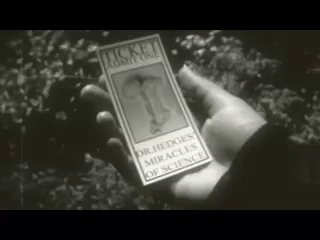 TICKET
ADMIT ONE
DR. HEDGES'
MIRACLES
OF SCIENCE